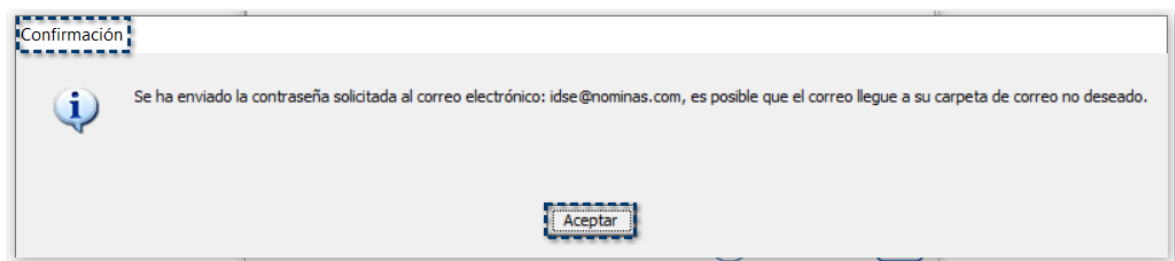 Confirmación
Se ha enviado la contraseña solicitada al correo electrónico: idse@nominas.com, es posible que el correo llegue a su carpeta de correo no deseado.
Aceptar